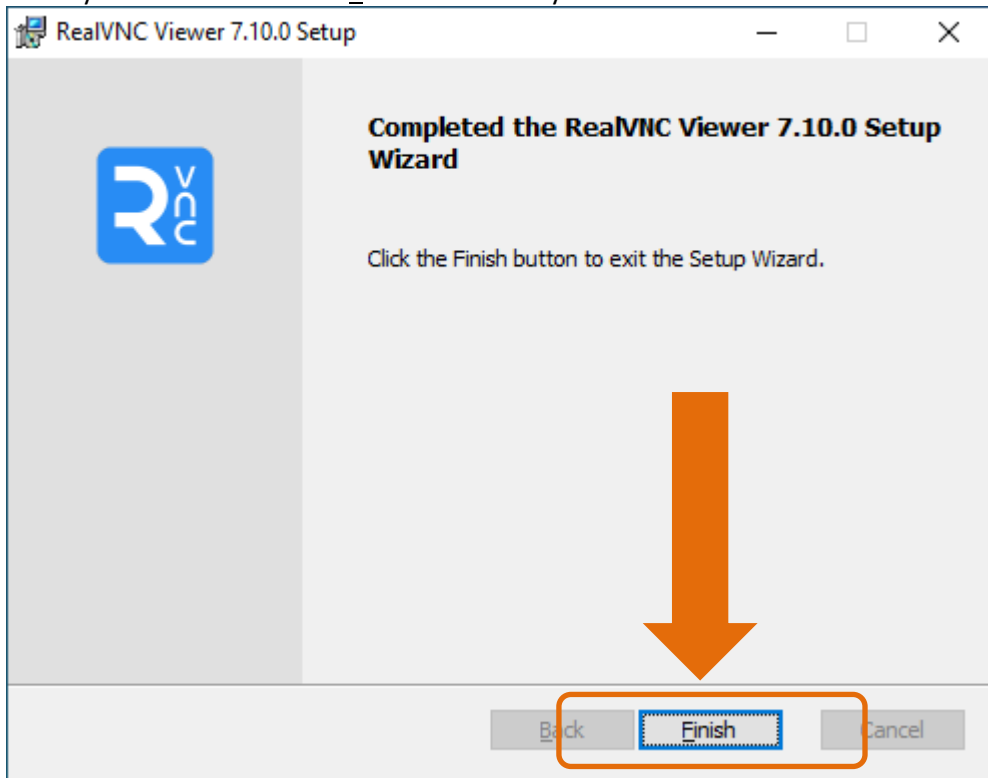 RealVNC Viewer 7.10.0 Setup
Completed the RealVNC Viewer 7.10.0 Setup
Wizard
R
V
n
C
Click the Finish button to exit the Setup Wizard.
Back
Finish
Cancel